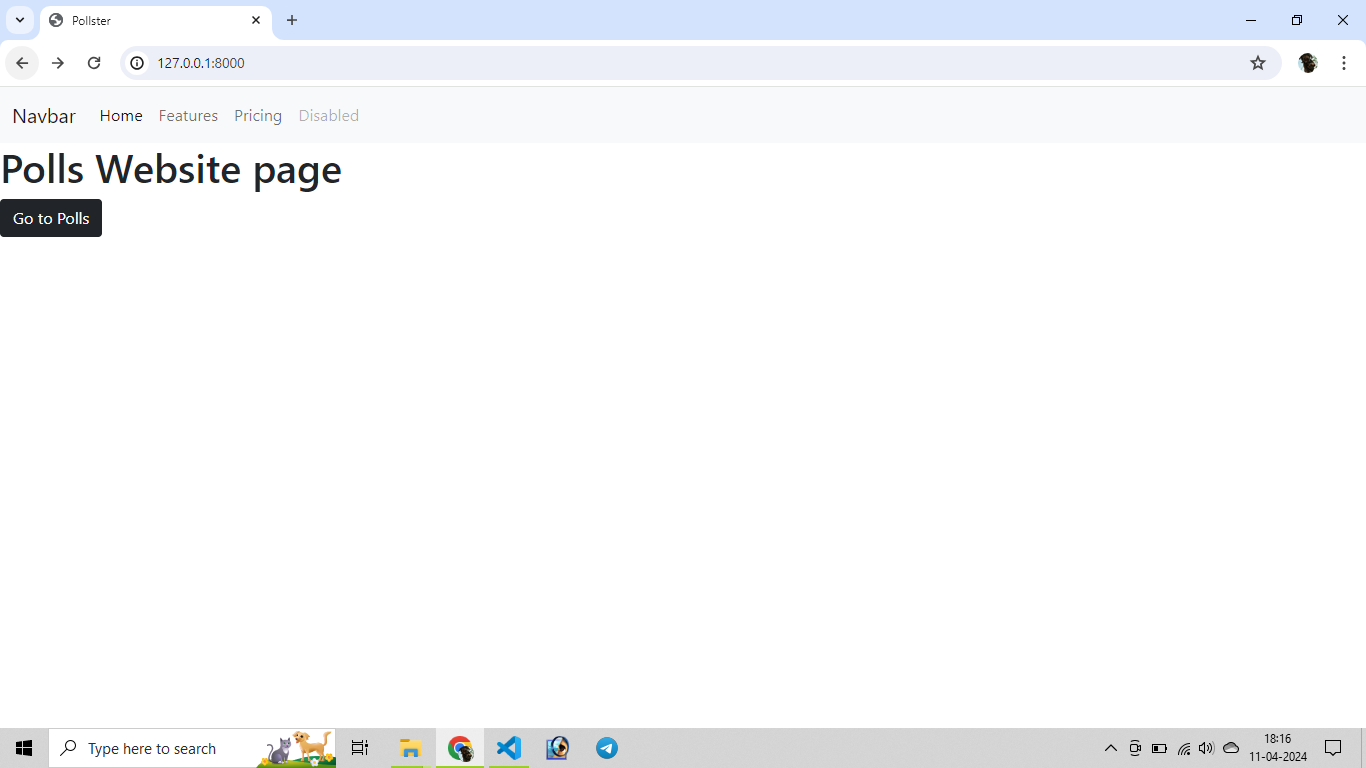 Pollster
127.0.0.1:8000
Navbar Home Features Pricing Disabled
Polls Website page
Go to Polls
Type here to search
18:16
11-04-2024